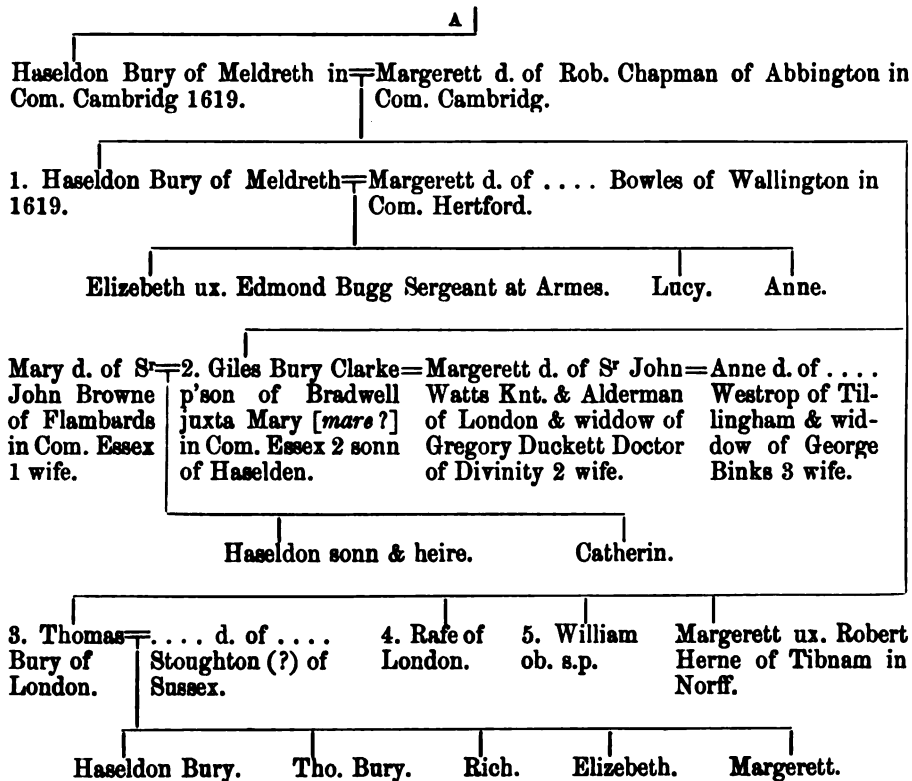 A
Haseldon Bury of Meldreth in=Margerett d. of Rob. Chapman of Abbington in
Com. Cambridg 1619. Com. Cambridg.
1. Haseldon Bury of Meldreth=Margerett d. of .... Bowles of Wallington in
1619. Com. Hertford.
Elizebeth ux. Edmond Bugg Sergeant at Armes. Lucy. Anne.
Mary d. of Sr=2. Giles Bury Clarke=Margerett d. of Sr John=Anne d. of ....
John Browne p'son of Bradwell Watts Knt. & Alderman Westrop of Til-
of Flambards juxta Mary [mare?] of London & widdow of lingham & wid-
in Com. Essex in Com. Essex 2 sonn Gregory Duckett Doctor dow of George
1 wife. of Haselden. of Divinity 2 wife. Binks 3 wife.
Haseldon sonn & heire. Catherin.
3. Thomas=.... d. of .... 4. Rafe of 5. William Margerett ux. Robert
Bury of Stoughton (?) of London. ob. s.p. Herne of Tibnam in
London. Sussex. Norff.
Haseldon Bury. Tho. Bury. Rich. Elizebeth. Margerett.